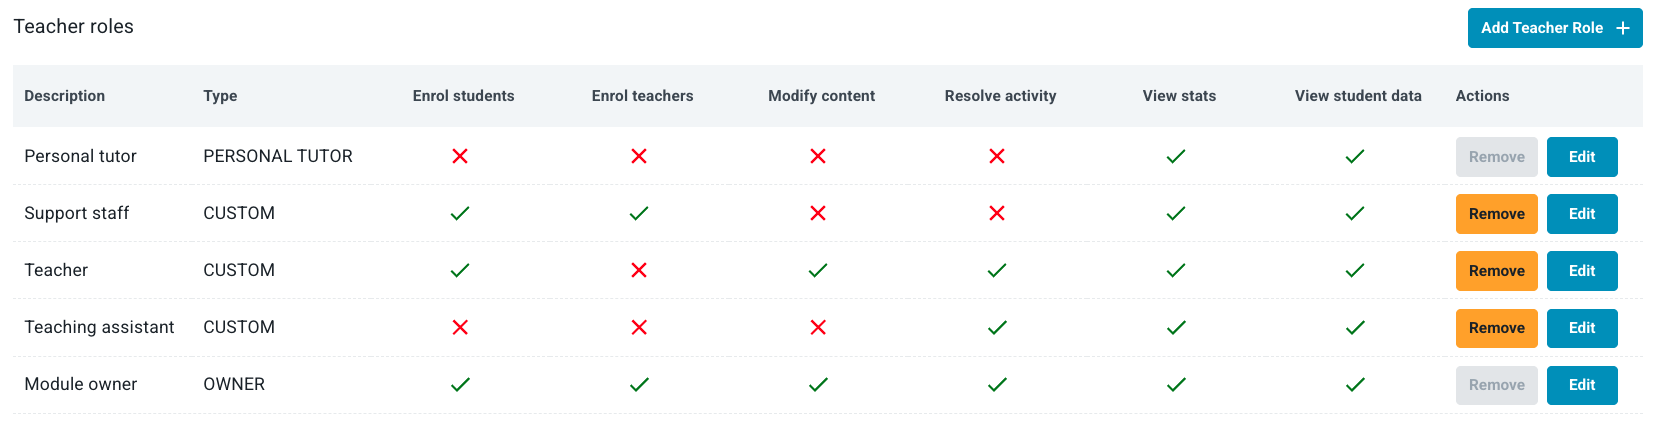 Teacher roles
Add Teacher Role +
Description Type Enrol students Enrol teachers Modify content Resolve activity View stats View student data Actions
Personal tutor PERSONAL TUTOR ✕ ✕ ✕ ✕ ✓ ✓ Remove Edit
Support staff CUSTOM ✓ ✓ ✕ ✕ ✓ ✓ Remove Edit
Teacher CUSTOM ✓ ✕ ✓ ✓ ✓ ✓ Remove Edit
Teaching assistant CUSTOM ✕ ✕ ✕ ✓ ✓ ✓ Remove Edit
Module owner OWNER ✓ ✓ ✓ ✓ ✓ ✓ Remove Edit